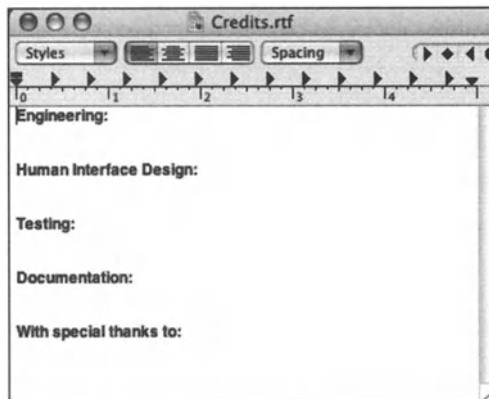 Credits.rtf
Styles Spacing
0 1 2 3 4
Engineering:
Human Interface Design:
Testing:
Documentation:
With special thanks to: